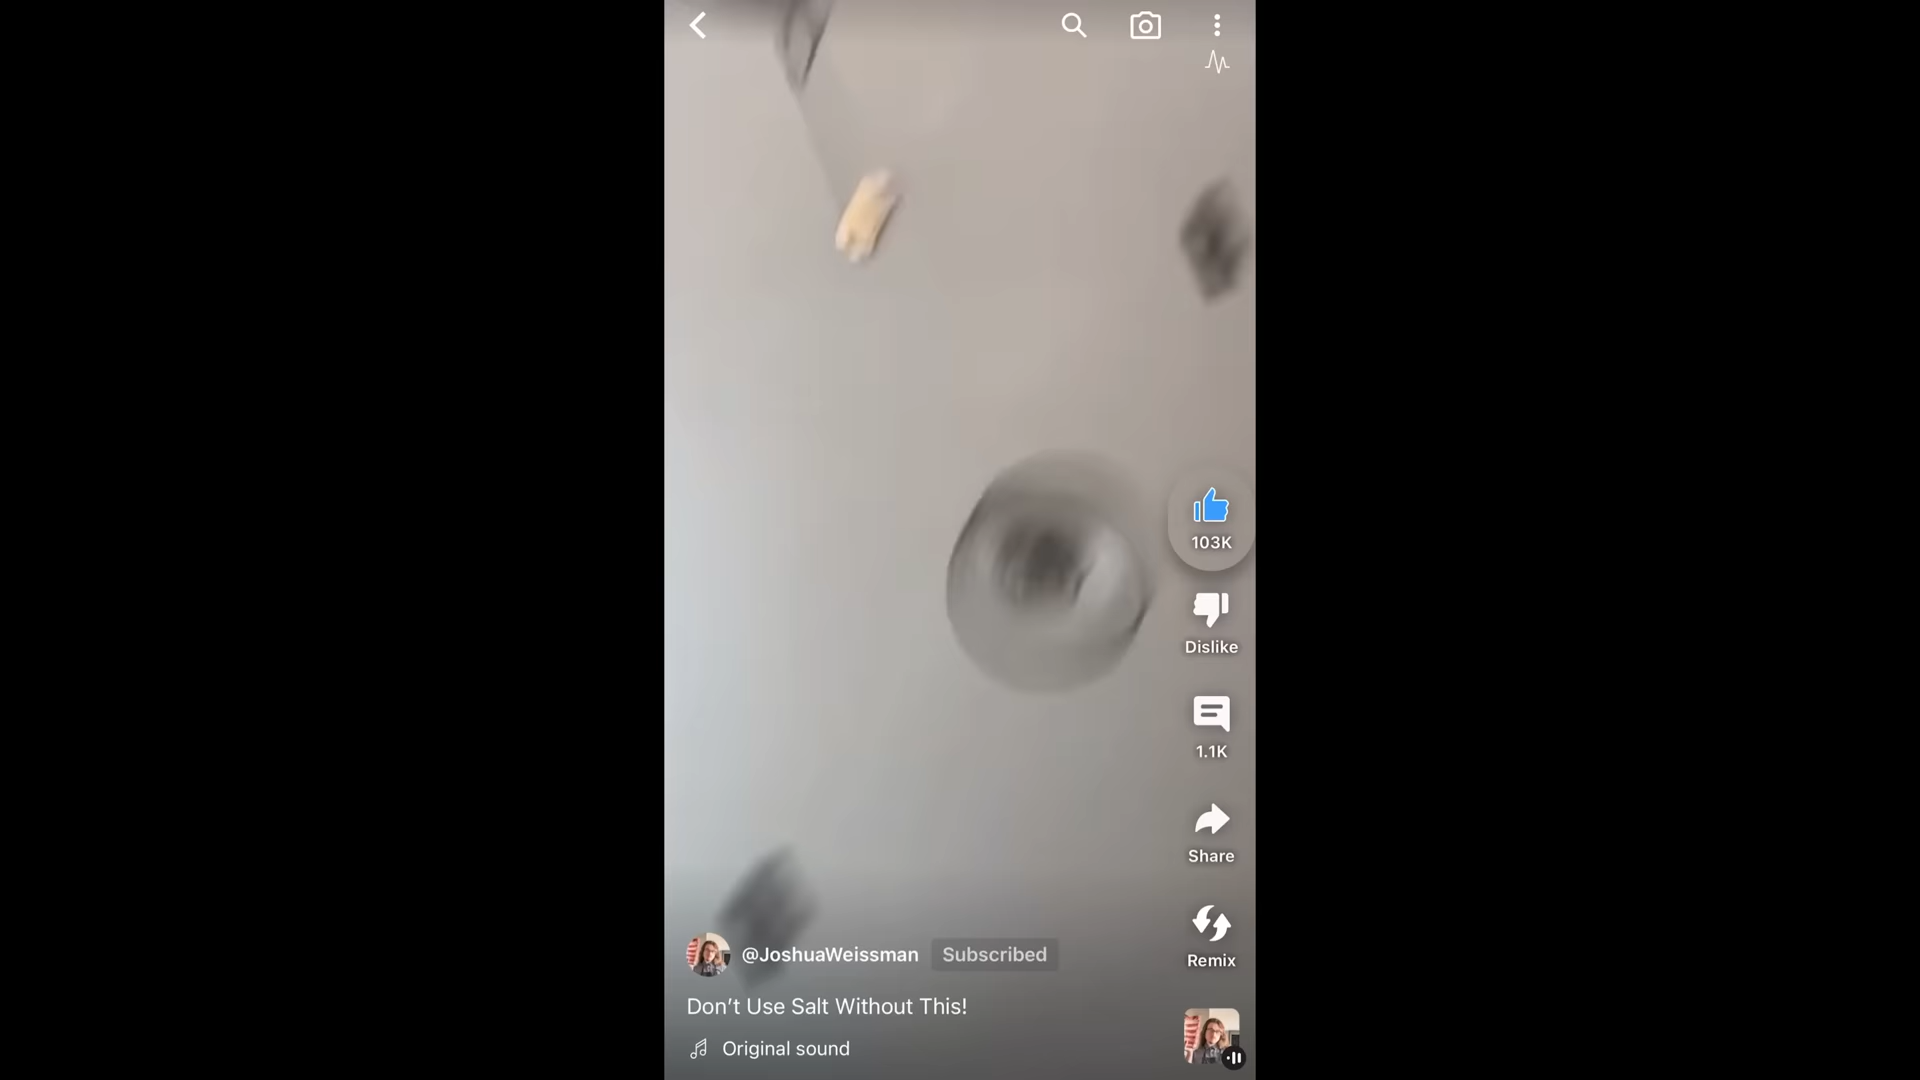 103K
Dislike
1.1K
Share
Remix
@JoshuaWeissman Subscribed
Don’t Use Salt Without This!
Original sound